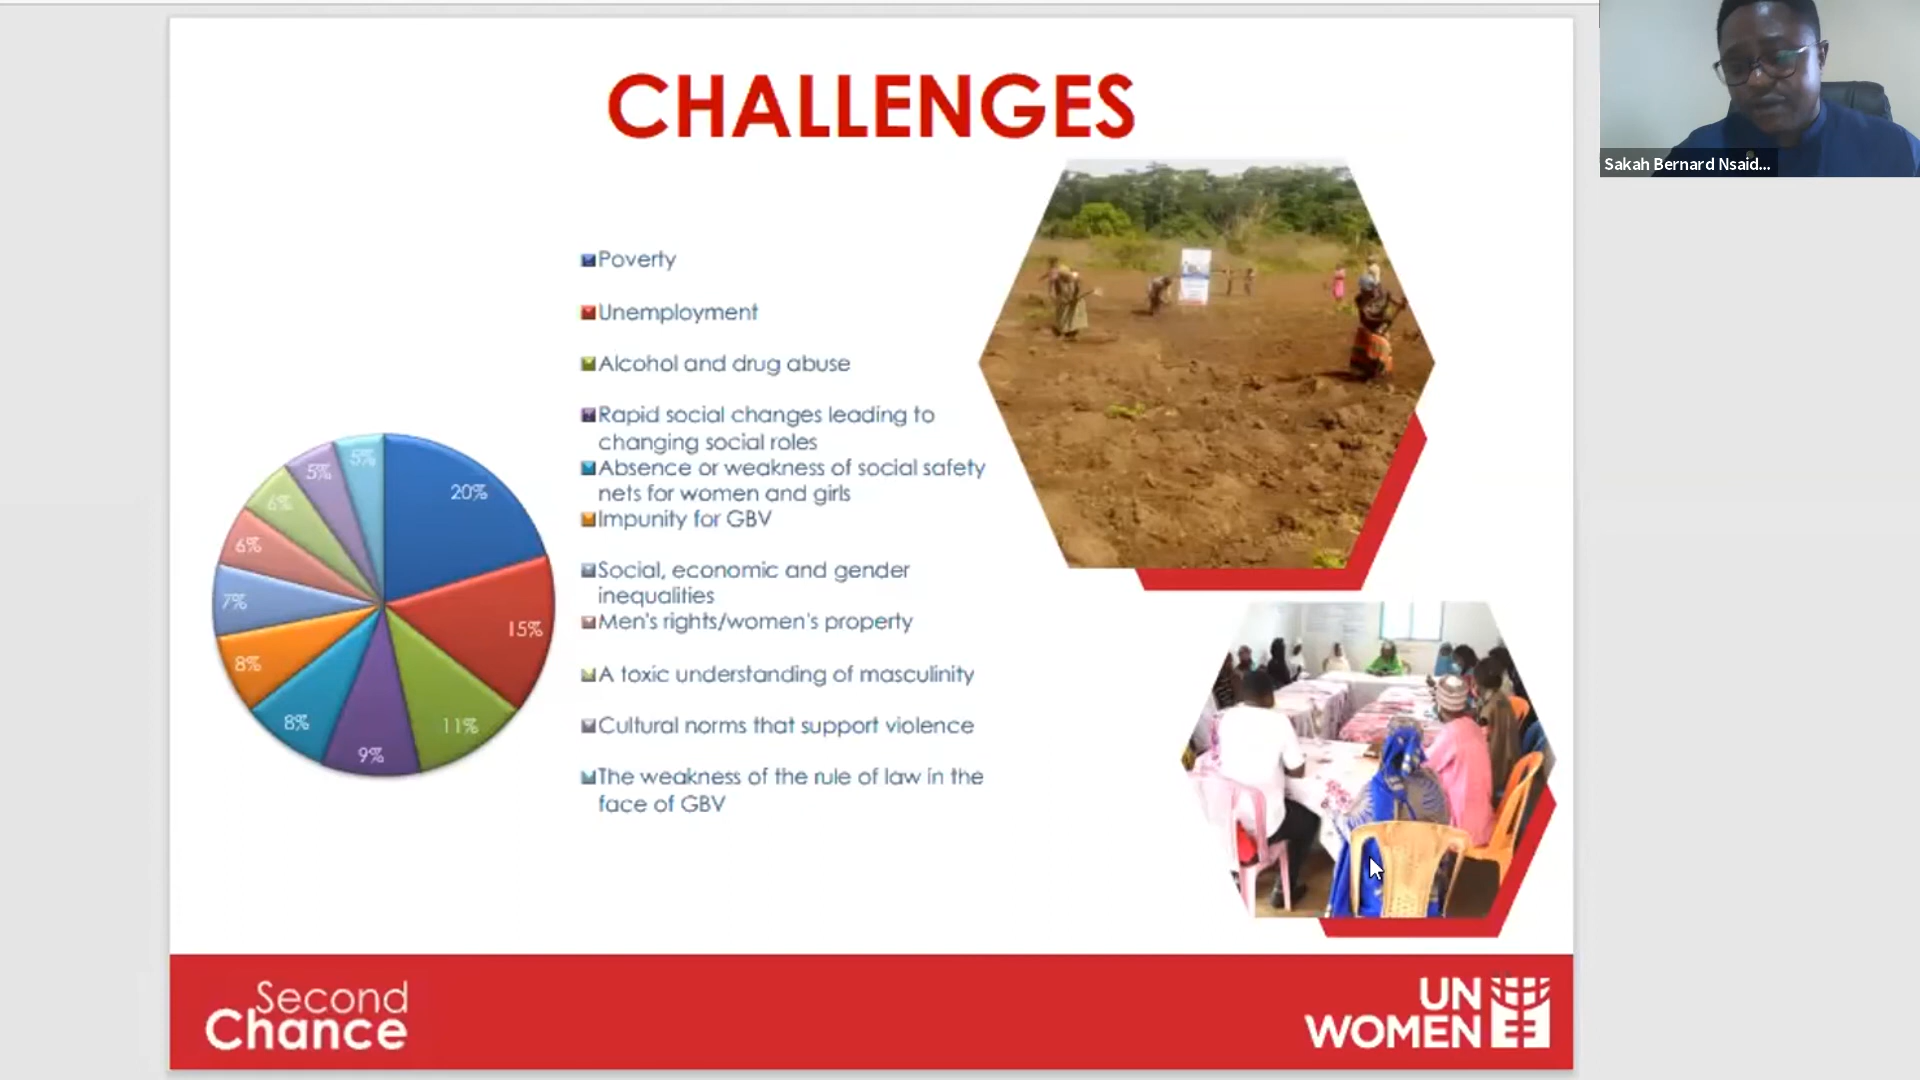 CHALLENGES
Sakah Bernard Nsaid...
Poverty
Unemployment
Alcohol and drug abuse
Rapid social changes leading to
changing social roles
Absence or weakness of social safety
nets for women and girls
Impunity for GBV
Social, economic and gender
inequalities
Men's rights/women's property
A toxic understanding of masculinity
Cultural norms that support violence
The weakness of the rule of law in the
face of GBV
20%
15%
11%
9%
8%
8%
7%
6%
6%
5%
5%
Second
Chance
UN
WOMEN